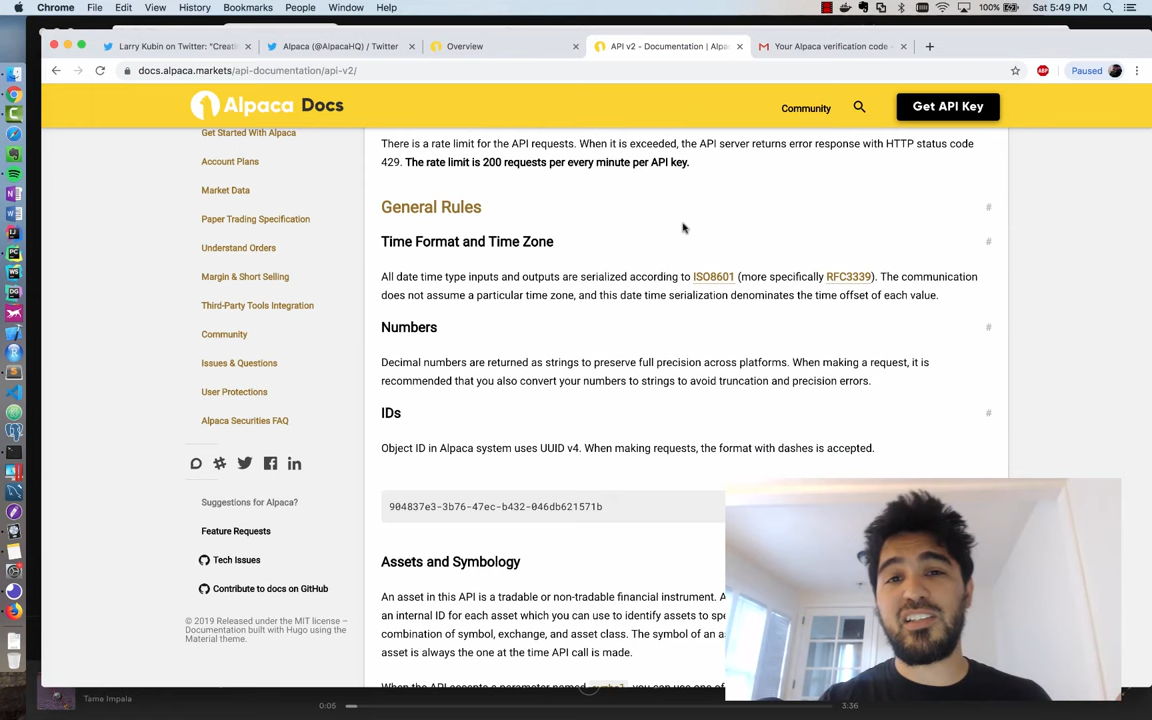 Chrome File Edit View History Bookmarks People Window Help 100% Sat 5:49 PM
Larry Kubin on Twitter: "Creati
Alpaca (@AlpacaHQ) / Twitter
Overview
API v2 - Documentation | Alpa
Your Alpaca verification code -
docs.alpaca.markets/api-documentation/api-v2/
ABP
Paused
Alpaca Docs
Community
Get API Key
Get Started With Alpaca
Account Plans
Market Data
Paper Trading Specification
Understand Orders
Margin & Short Selling
Third-Party Tools Integration
Community
Issues & Questions
User Protections
Alpaca Securities FAQ
Suggestions for Alpaca?
Feature Requests
Tech Issues
Contribute to docs on GitHub
© 2019 Released under the MIT license –
Documentation built with Hugo using the
Material theme.
There is a rate limit for the API requests. When it is exceeded, the API server returns error response with HTTP status code
429. The rate limit is 200 requests per every minute per API key.
General Rules #
Time Format and Time Zone #
All date time type inputs and outputs are serialized according to ISO8601 (more specifically RFC3339). The communication
does not assume a particular time zone, and this date time serialization denominates the time offset of each value.
Numbers #
Decimal numbers are returned as strings to preserve full precision across platforms. When making a request, it is
recommended that you also convert your numbers to strings to avoid truncation and precision errors.
IDs #
Object ID in Alpaca system uses UUID v4. When making requests, the format with dashes is accepted.
904837e3-3b76-47ec-b432-046db621571b
Assets and Symbology
An asset in this API is a tradable or non-tradable financial instrument. A
an internal ID for each asset which you can use to identify assets to spe
combination of symbol, exchange, and asset class. The symbol of an a
asset is always the one at the time API call is made.
When the API accepts a parameter named symbol, you can use one of
Tame Impala
0:05
3:36